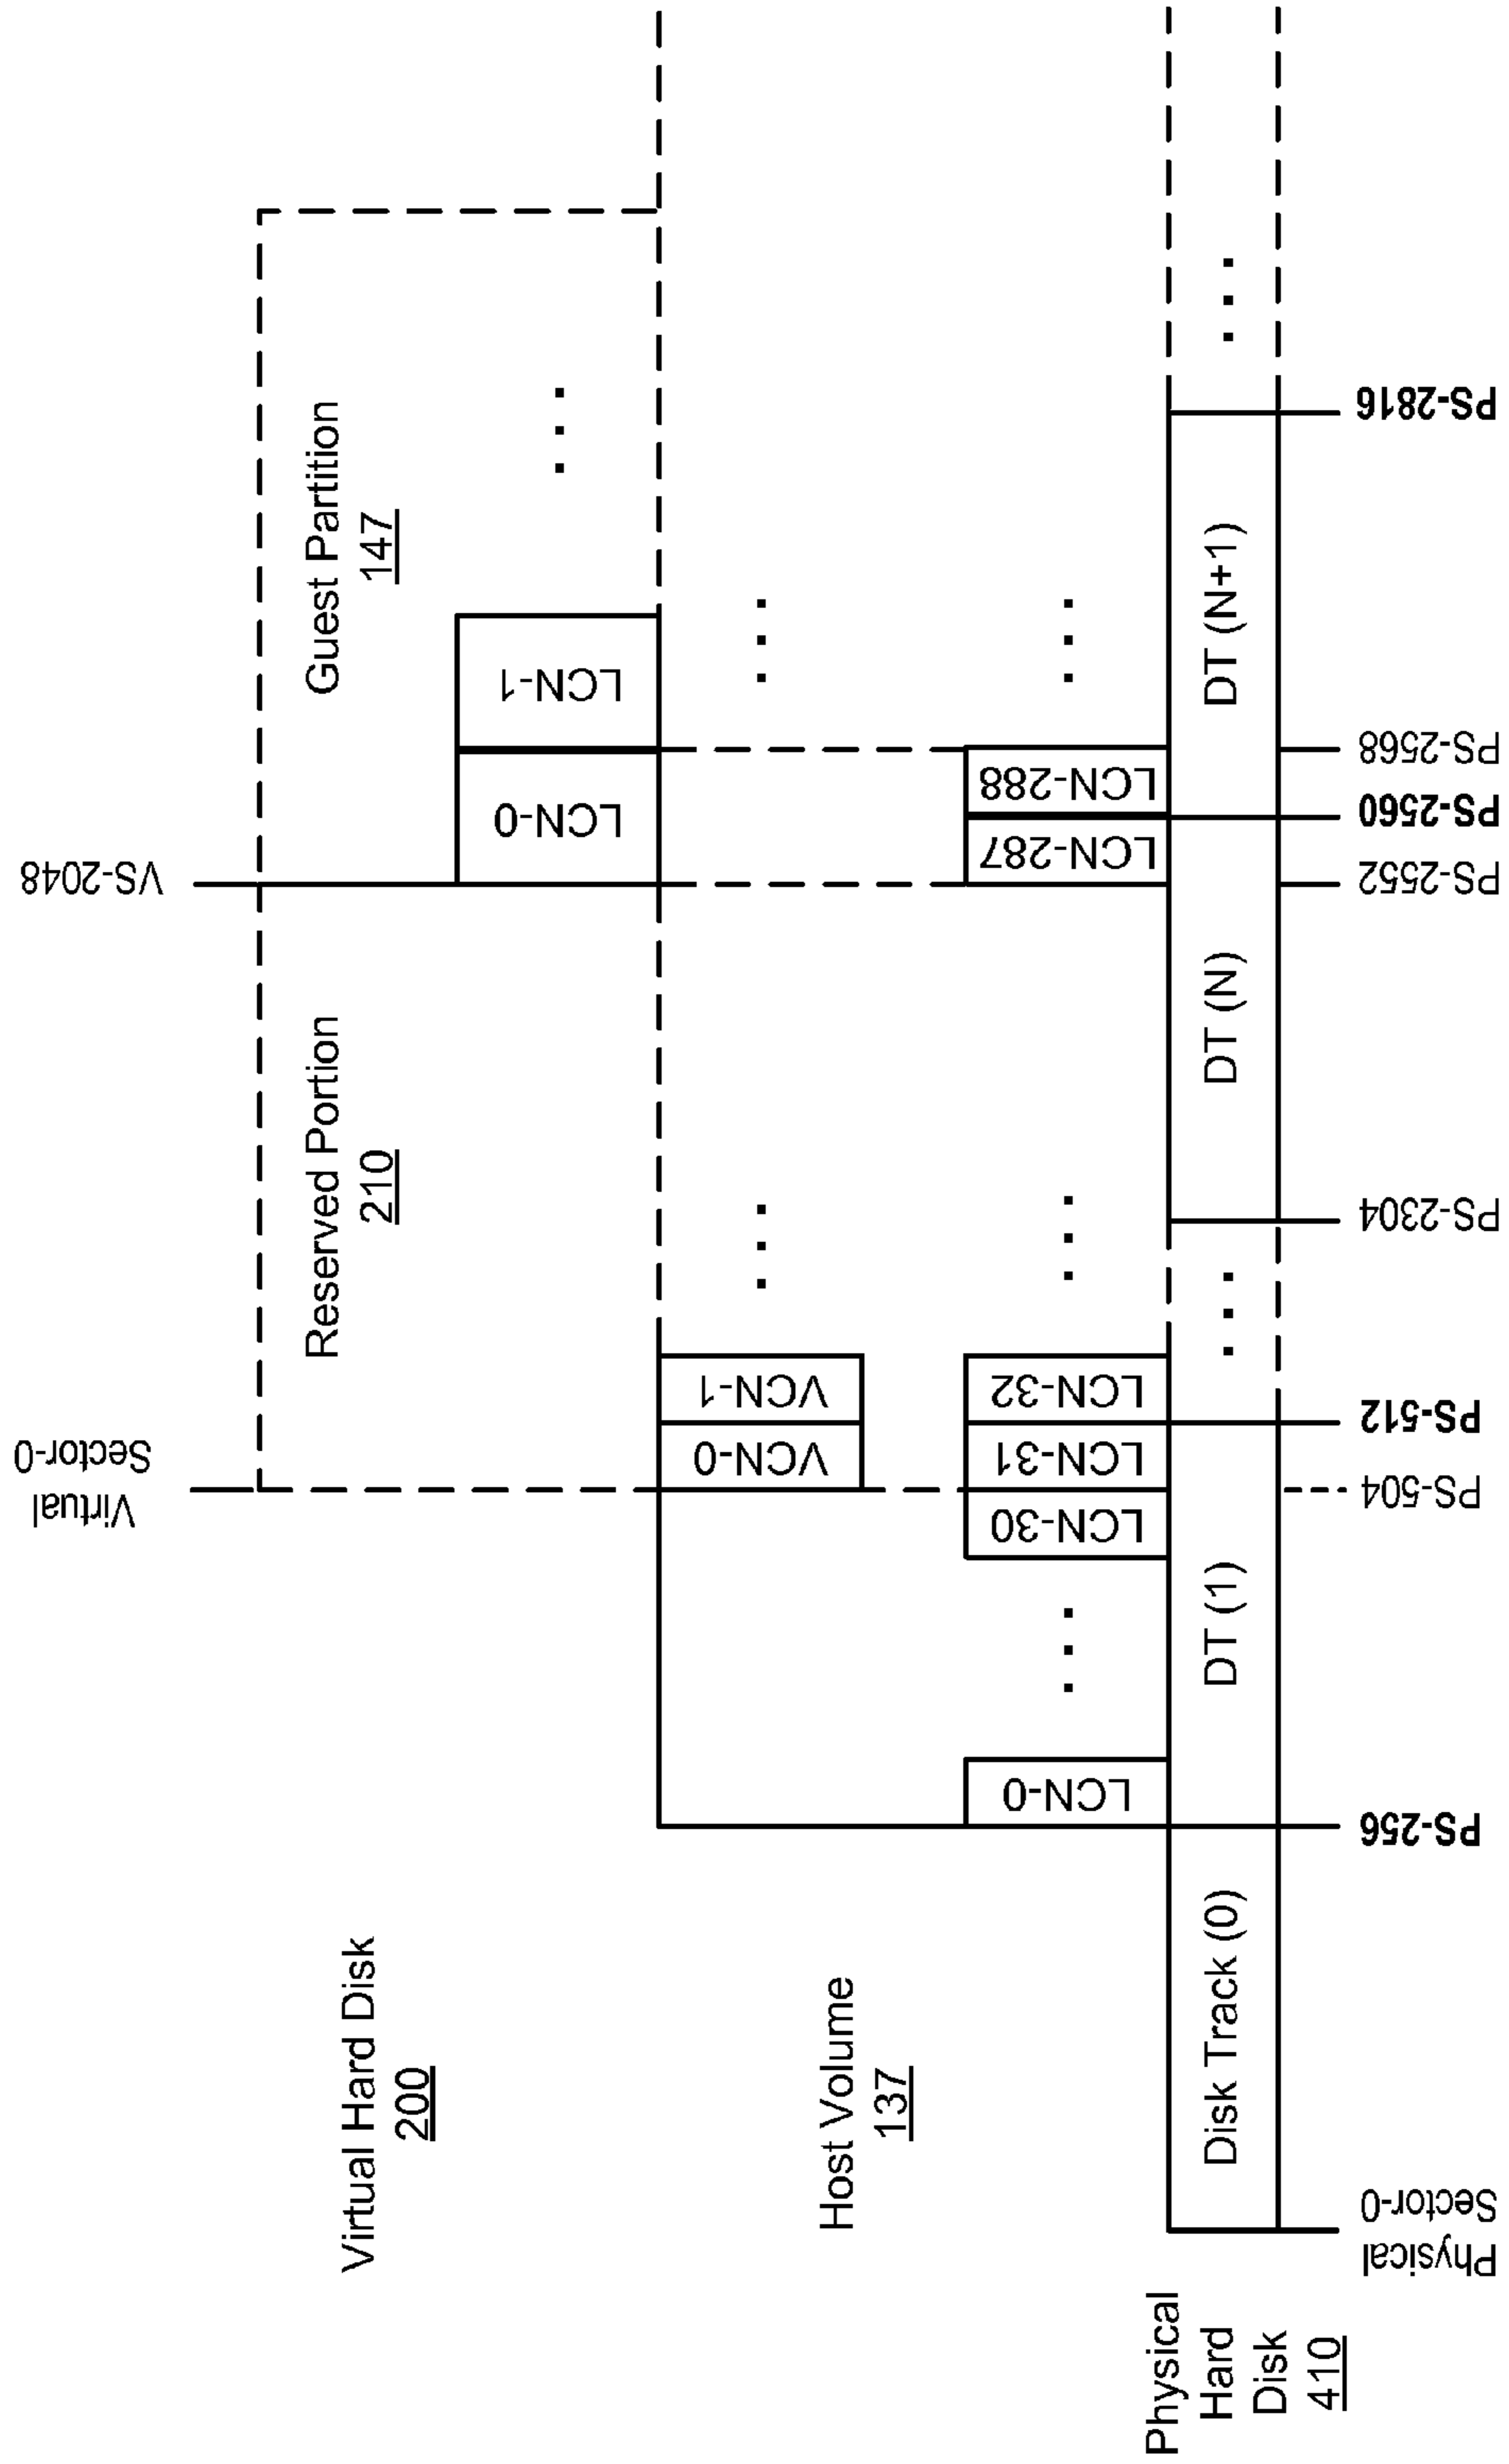 Virtual
Sector-0
VS-2048
Virtual Hard Disk
200
Reserved Portion
210
Guest Partition
147
LCN-0
LCN-1
...
Host Volume
137
VCN-0
VCN-1
...
...
LCN-0
...
LCN-30
LCN-31
LCN-32
...
LCN-287
LCN-288
...
Physical
Hard
Disk
410
Disk Track (0)
DT (1)
...
DT (N)
DT (N+1)
...
Physical
Sector-0
PS-256
PS-504
PS-512
PS-2304
PS-2552
PS-2560
PS-2568
PS-2816